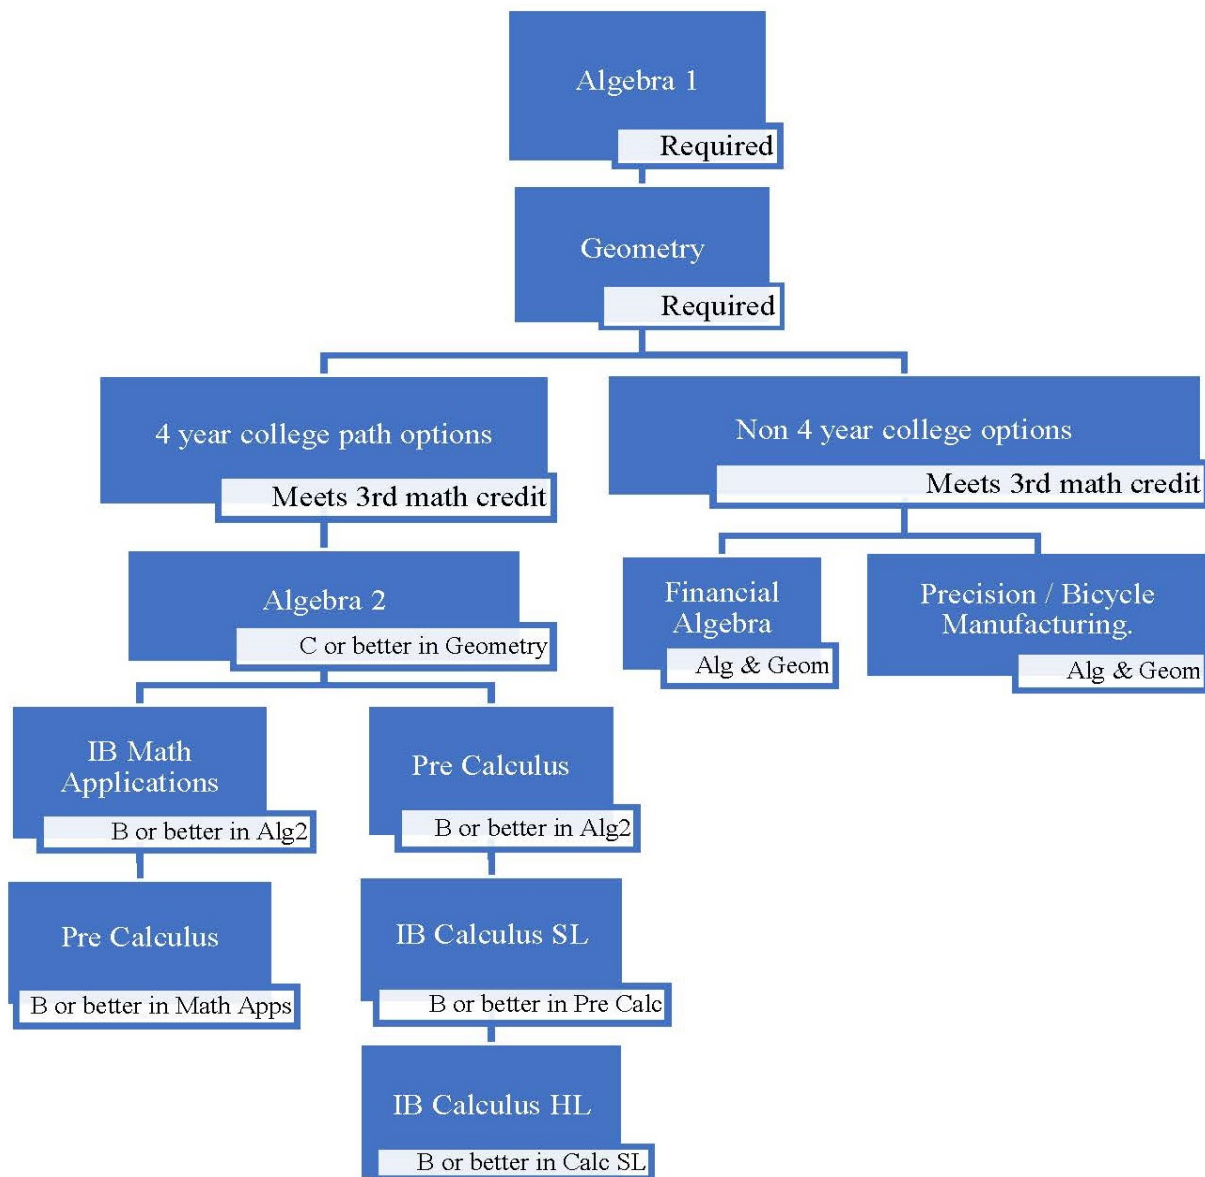 Algebra 1
Required
Geometry
Required
4 year college path options
Meets 3rd math credit
Non 4 year college options
Meets 3rd math credit
Algebra 2
C or better in Geometry
Financial
Algebra
Alg & Geom
Precision / Bicycle
Manufacturing.
Alg & Geom
IB Math
Applications
B or better in Alg2
Pre Calculus
B or better in Alg2
Pre Calculus
B or better in Math Apps
IB Calculus SL
B or better in Pre Calc
IB Calculus HL
B or better in Calc SL